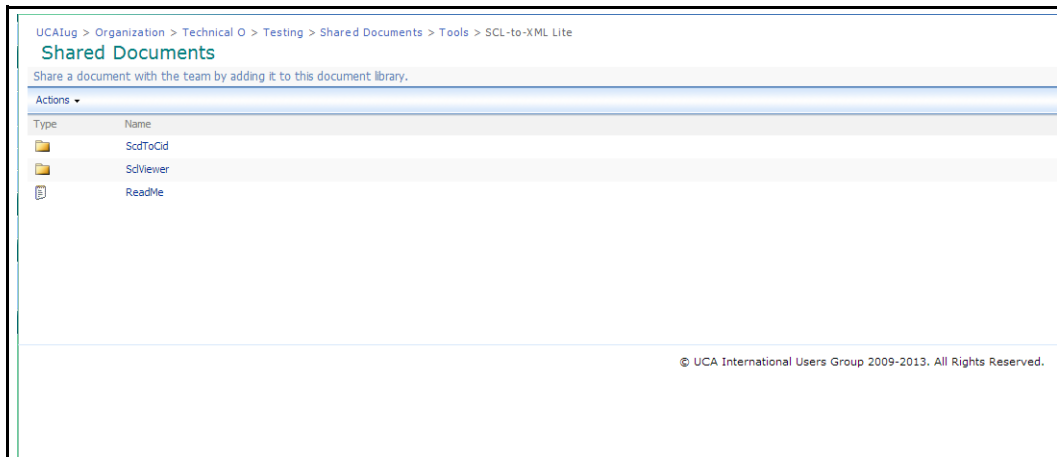 UCAIug > Organization > Technical O > Testing > Shared Documents > Tools > SCL-to-XML Lite
Shared Documents
Share a document with the team by adding it to this document library.
Actions
Type Name
ScdToCid
SclViewer
ReadMe
© UCA International Users Group 2009-2013. All Rights Reserved.